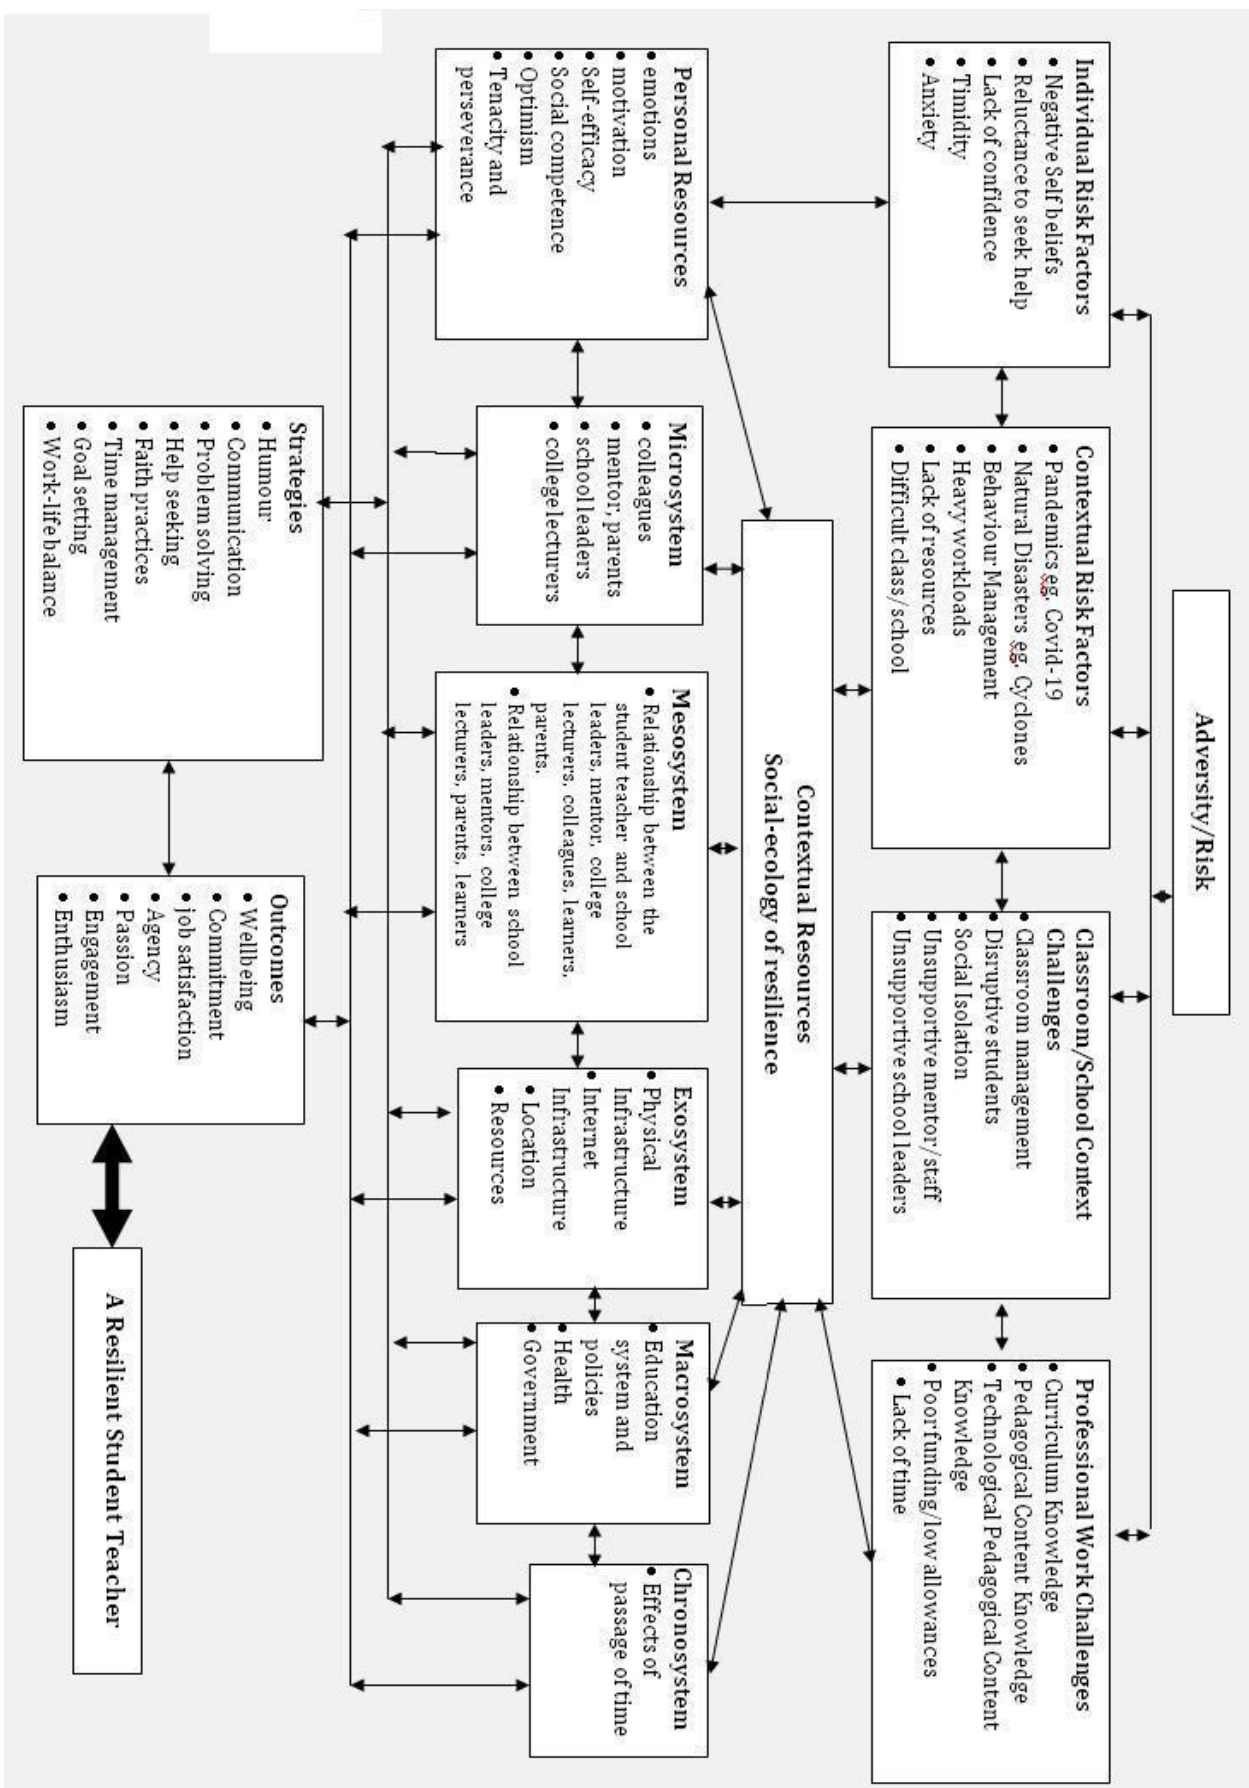 Adversity/Risk
Individual Risk Factors
• Negative Self beliefs
• Reluctance to seek help
• Lack of confidence
• Timidity
• Anxiety
Contextual Risk Factors
• Pandemics eg. Covid-19
• Natural Disasters eg. Cyclones
• Behaviour Management
• Heavy workloads
• Lack of resources
• Difficult class/school
Classroom/School Context
Challenges
• Classroom management
• Disruptive students
• Social Isolation
• Unsupportive mentor/staff
• Unsupportive school leaders
Professional Work Challenges
• Curriculum Knowledge
• Pedagogical Content Knowledge
• Technological Pedagogical Content
Knowledge
• Poor funding/low allowances
• Lack of time
Contextual Resources
Social-ecology of resilience
Personal Resources
• emotions
• motivation
• Self-efficacy
• Social competence
• Optimism
• Tenacity and
perseverance
Microsystem
• colleagues
• mentor, parents
• school leaders
• college lecturers
Mesosystem
• Relationship between the
student teacher and school
leaders, mentor, college
lecturers, colleagues, learners,
parents.
• Relationship between school
leaders, mentors, college
lecturers, parents, learners
Exosystem
• Physical
Infrastructure
• Internet
Infrastructure
• Location
• Resources
Macrosystem
• Education
system and
policies
• Health
• Government
Chronosystem
• Effects of
passage of time
Strategies
• Humour
• Communication
• Problem solving
• Help seeking
• Faith practices
• Time management
• Goal setting
• Work-life balance
Outcomes
• Wellbeing
• Commitment
• job satisfaction
• Agency
• Passion
• Engagement
• Enthusiasm
A Resilient Student Teacher